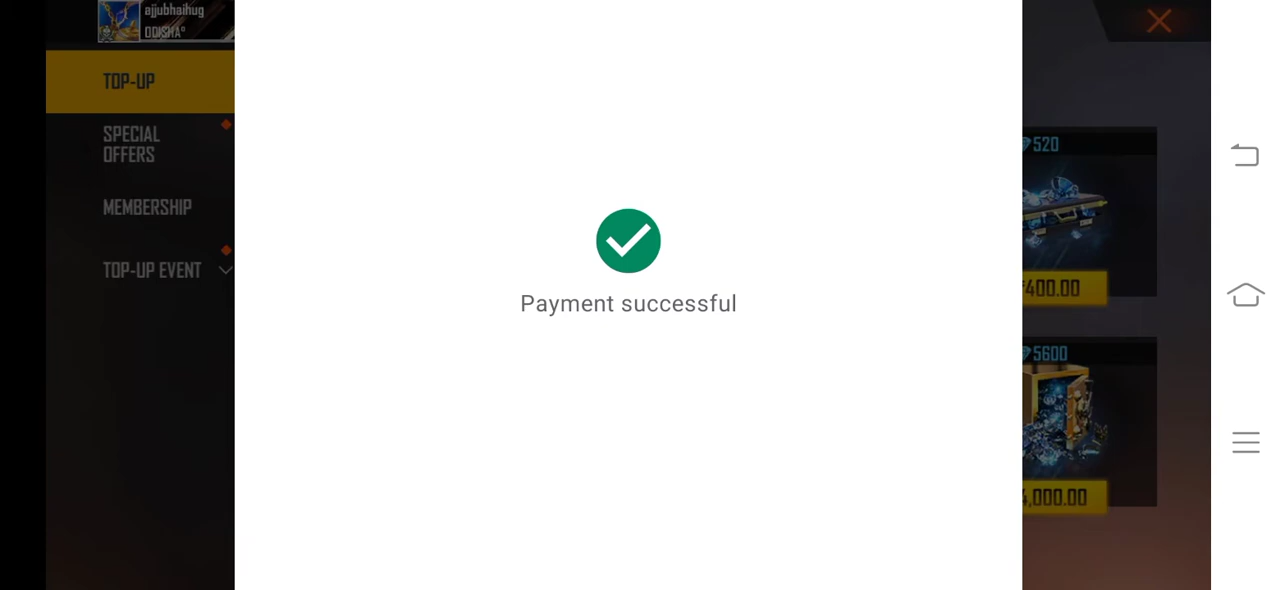 ajjubhaihug
ODISHA°
TOP-UP
SPECIAL
OFFERS
MEMBERSHIP
TOP-UP EVENT
Payment successful
520
400.00
5600
4,000.00